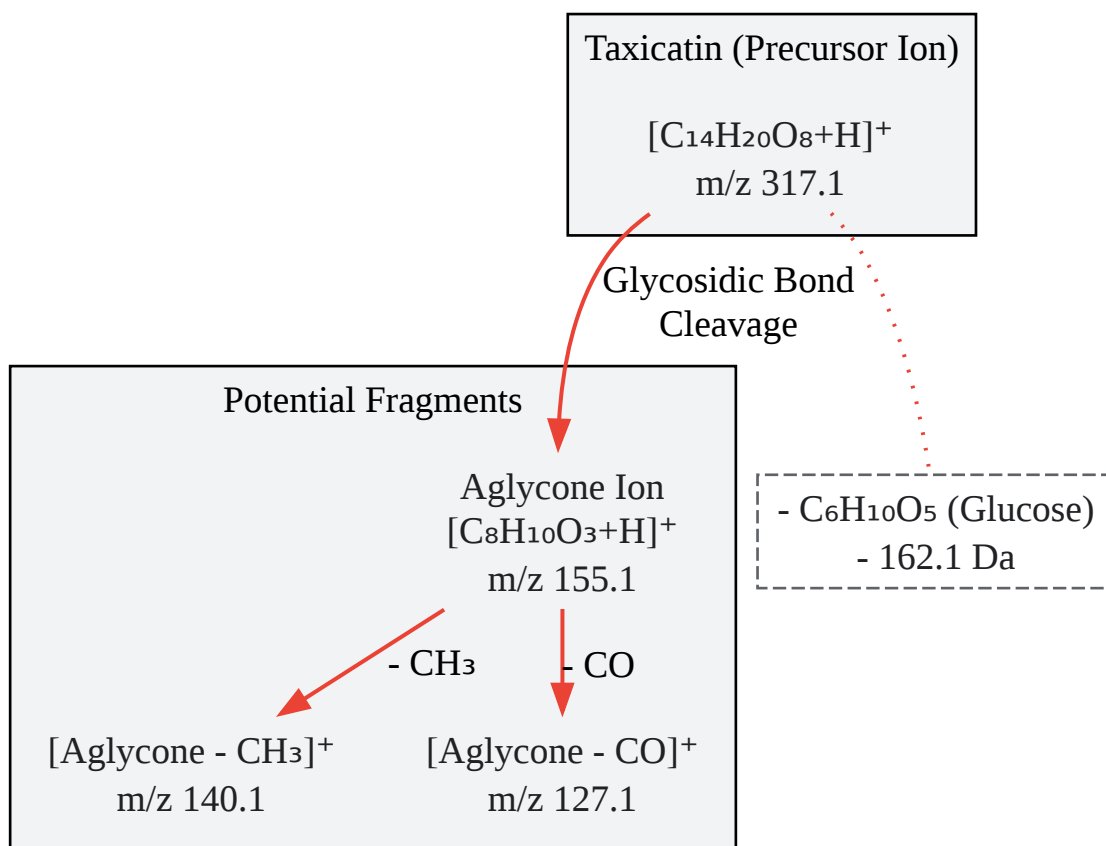 Taxicatin (Precursor Ion)
[C₁₄H₂₀O₈+H]⁺
m/z 317.1
Glycosidic Bond
Cleavage
Potential Fragments
Aglycone Ion
[C₈H₁₀O₃+H]⁺
m/z 155.1
- C₆H₁₀O₅ (Glucose)
- 162.1 Da
- CH₃
- CO
[Aglycone - CH₃]⁺
m/z 140.1
[Aglycone - CO]⁺
m/z 127.1